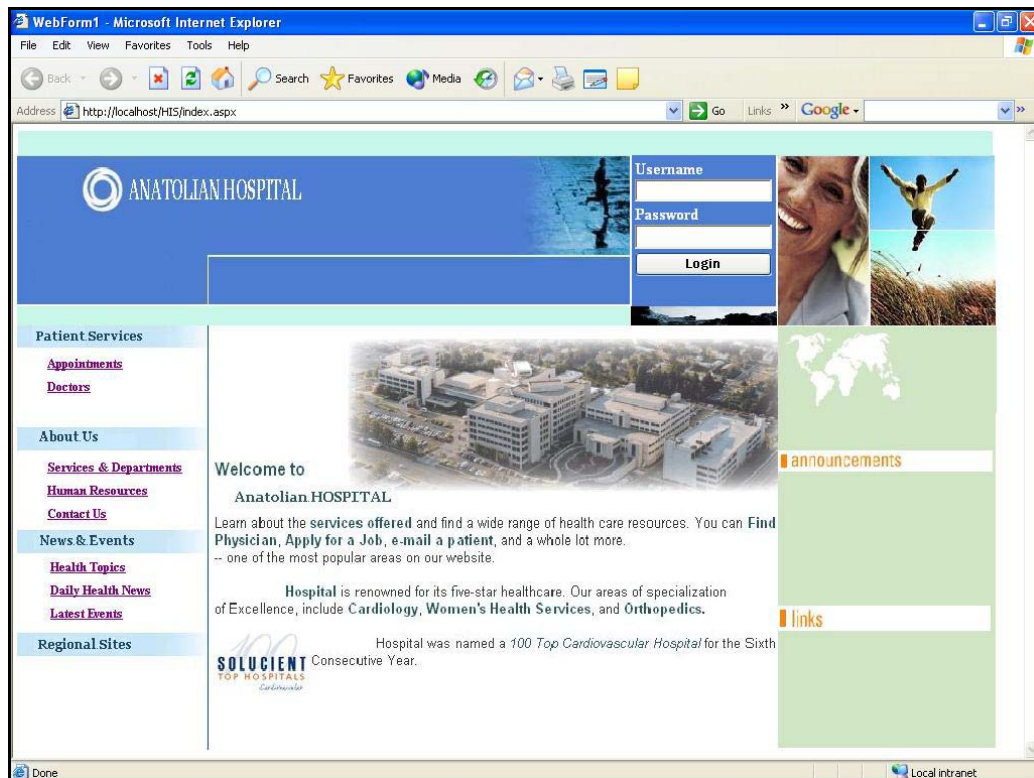 WebForm1 - Microsoft Internet Explorer
File Edit View Favorites Tools Help
Back Search Favorites Media
Address http://localhost/HIS/index.aspx Go Links » Google »
ANATOLIAN HOSPITAL
Username
Password
Login
Patient Services
Appointments
Doctors
About Us
Services & Departments
Human Resources
Contact Us
News & Events
Health Topics
Daily Health News
Latest Events
Regional Sites
Welcome to
Anatolian HOSPITAL
Learn about the services offered and find a wide range of health care resources. You can Find
Physician, Apply for a Job, e-mail a patient, and a whole lot more.
-- one of the most popular areas on our website.
Hospital is renowned for its five-star healthcare. Our areas of specialization
of Excellence, include Cardiology, Women's Health Services, and Orthopedics.
100
SOLUCIENT
TOP HOSPITALS
Cardiovascular
Hospital was named a 100 Top Cardiovascular Hospital for the Sixth
Consecutive Year.
announcements
links
Done Local intranet